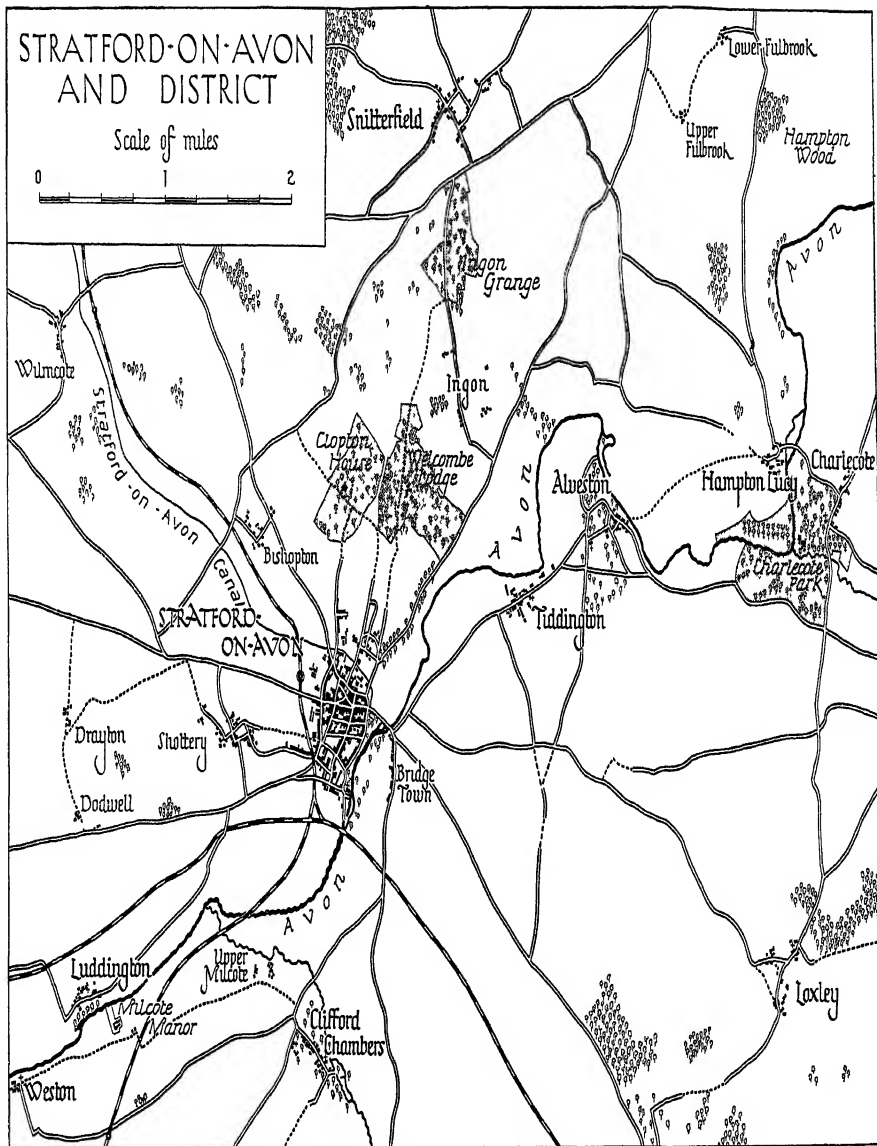 STRATFORD·ON·AVON
AND DISTRICT
Scale of miles
0 1 2
Snitterfield
Lower Fulbrook
Upper
Fulbrook
Hampton
Wood
Avon
Ingon
Grange
Wilmcote
Ingon
Stratford-on-Avon
Canal
Clopton
House
Welcombe
Lodge
Avon
Alveston
Hampton Lucy
Charlecote
Bishopton
Charlecote
Park
STRATFORD-
ON-AVON
Tiddington
Drayton
Shottery
Bridge
Town
Dodwell
Avon
Luddington
Upper
Milcote
Milcote
Manor
Clifford
Chambers
Loxley
Weston